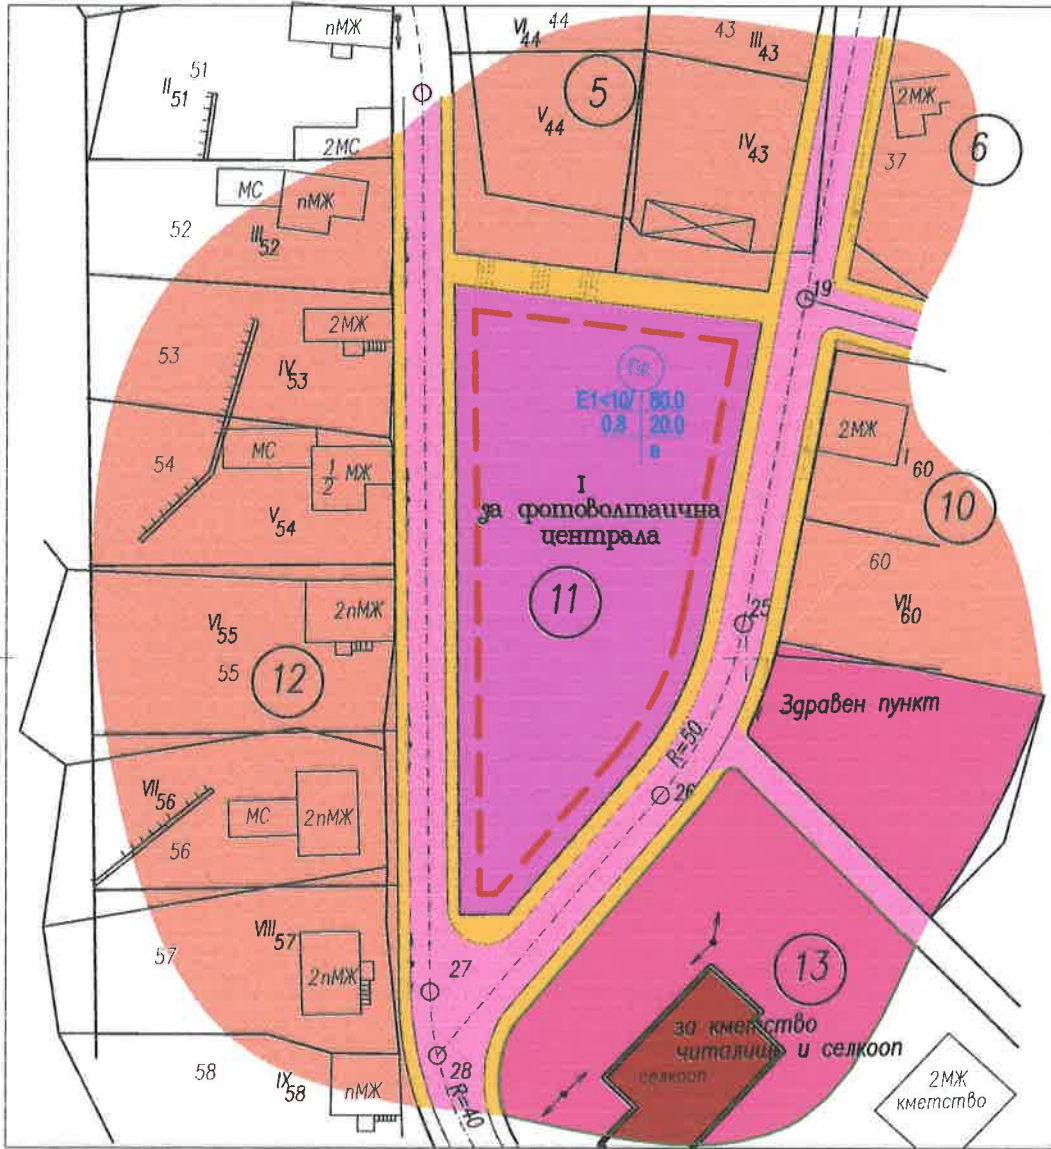 пМЖ
VI 44
44
43
III 43
51
II 51
5
2МЖ
V 44
IV 43
6
2МС
37
МС
пМЖ
52
III 52
19
2МЖ
53
IV 53
Пр.
Е1<10/ 60.0
0.8 20.0
в
2МЖ
МС
1/2 МЖ
54
I 60
I
за фотоволтаична
централа
V 54
10
60
11
2пМЖ
VI 55
VII 60
25
55
12
Здравен пункт
R=50
VII 56
26
МС
2пМЖ
56
VIII 57
57
27
13
2пМЖ
за кметство
читалище и селкооп
селкооп
28
58
IX 58
пМЖ
R=40
2МЖ
кметство